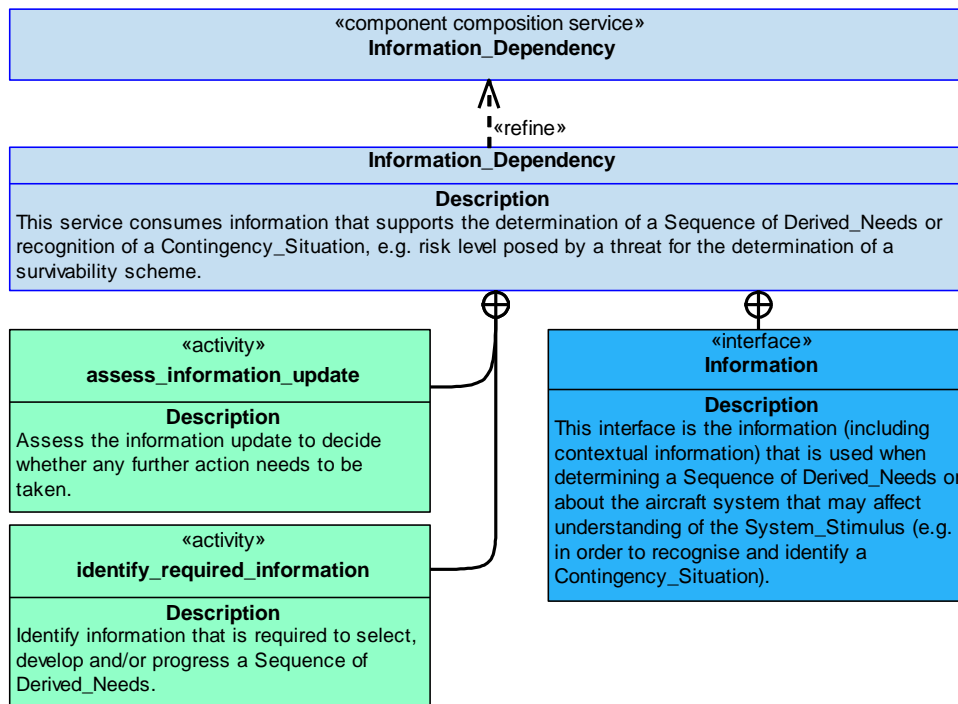 «component composition service»
Information_Dependency
«refine»
Information_Dependency
Description
This service consumes information that supports the determination of a Sequence of Derived_Needs or
recognition of a Contingency_Situation, e.g. risk level posed by a threat for the determination of a
survivability scheme.
«activity»
assess_information_update
Description
Assess the information update to decide
whether any further action needs to be
taken.
«activity»
identify_required_information
Description
Identify information that is required to select,
develop and/or progress a Sequence of
Derived_Needs.
«interface»
Information
Description
This interface is the information (including
contextual information) that is used when
determining a Sequence of Derived_Needs or
about the aircraft system that may affect
understanding of the System_Stimulus (e.g.
in order to recognise and identify a
Contingency_Situation).